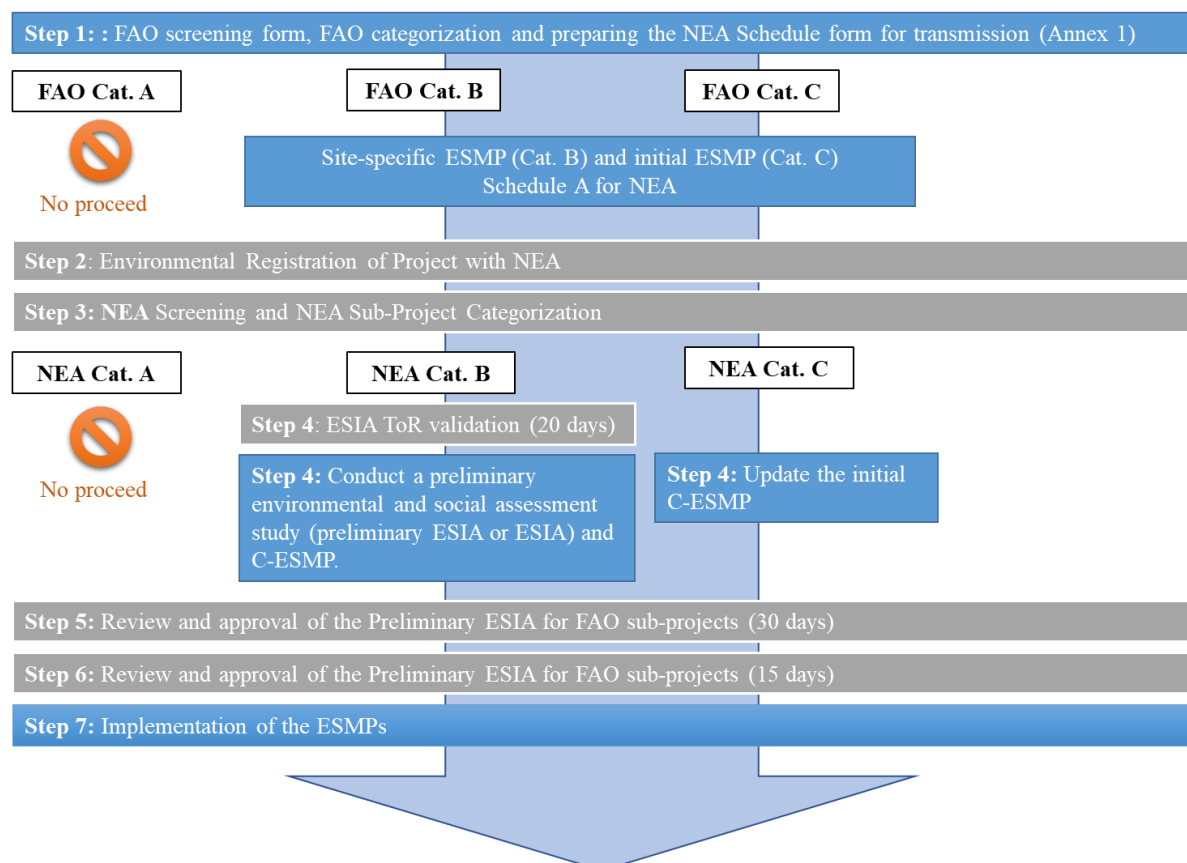 Step 1: : FAO screening form, FAO categorization and preparing the NEA Schedule form for transmission (Annex 1)
FAO Cat. A
FAO Cat. B
FAO Cat. C
No proceed
Site-specific ESMP (Cat. B) and initial ESMP (Cat. C)
Schedule A for NEA
Step 2: Environmental Registration of Project with NEA
Step 3: NEA Screening and NEA Sub-Project Categorization
NEA Cat. A
NEA Cat. B
NEA Cat. C
No proceed
Step 4: ESIA ToR validation (20 days)
Step 4: Conduct a preliminary
environmental and social assessment
study (preliminary ESIA or ESIA) and
C-ESMP.
Step 4: Update the initial
C-ESMP
Step 5: Review and approval of the Preliminary ESIA for FAO sub-projects (30 days)
Step 6: Review and approval of the Preliminary ESIA for FAO sub-projects (15 days)
Step 7: Implementation of the ESMPs